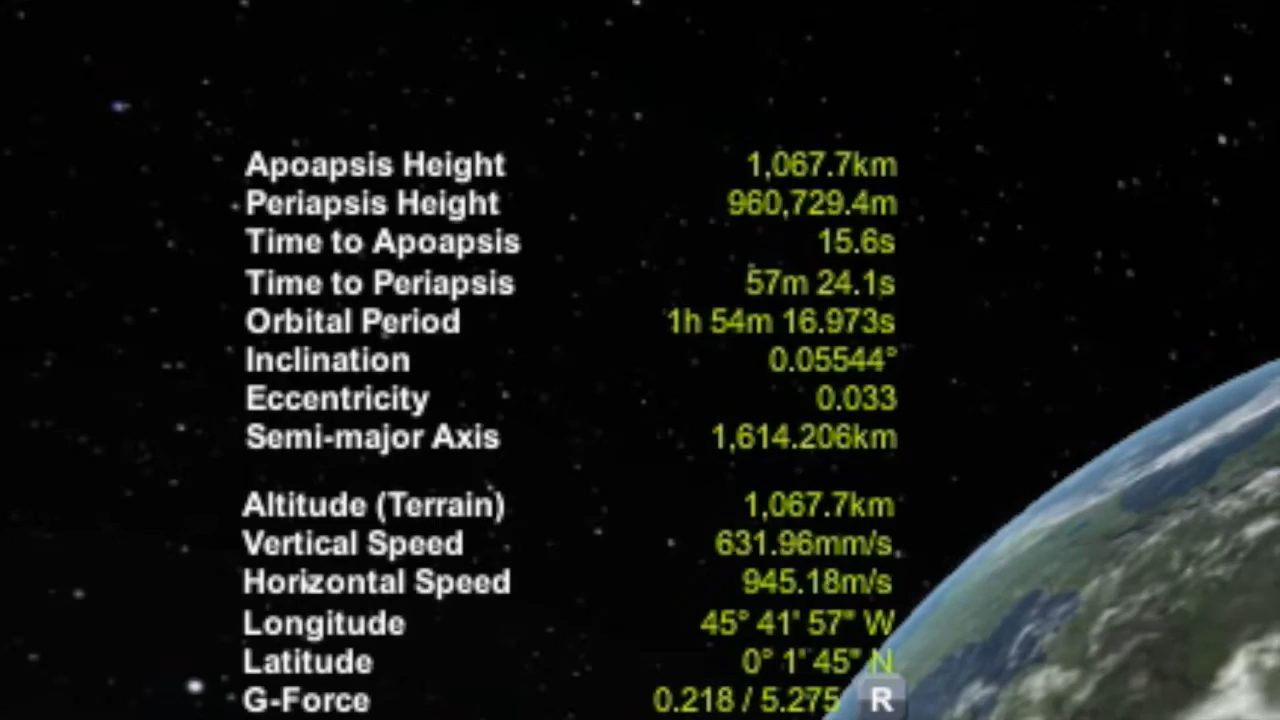 Apoapsis Height 1,067.7km
Periapsis Height 960,729.4m
Time to Apoapsis 15.6s
Time to Periapsis 57m 24.1s
Orbital Period 1h 54m 16.973s
Inclination 0.05544°
Eccentricity 0.033
Semi-major Axis 1,614.206km
Altitude (Terrain) 1,067.7km
Vertical Speed 631.96mm/s
Horizontal Speed 945.18m/s
Longitude 45° 41' 57" W
Latitude 0° 1' 45" N
G-Force 0.218 / 5.275 R